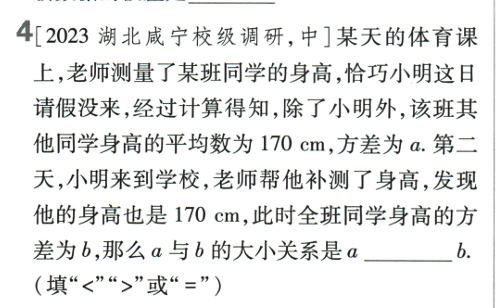 4[2023 湖北咸宁校级调研,中]某天的体育课
上,老师测量了某班同学的身高,恰巧小明这日
请假没来,经过计算得知,除了小明外,该班其
他同学身高的平均数为 170 cm,方差为 a. 第二
天,小明来到学校,老师帮他补测了身高,发现
他的身高也是 170 cm,此时全班同学身高的方
差为 b,那么 a 与 b 的大小关系是 a ________ b.
(填“<”“>”或“=”)